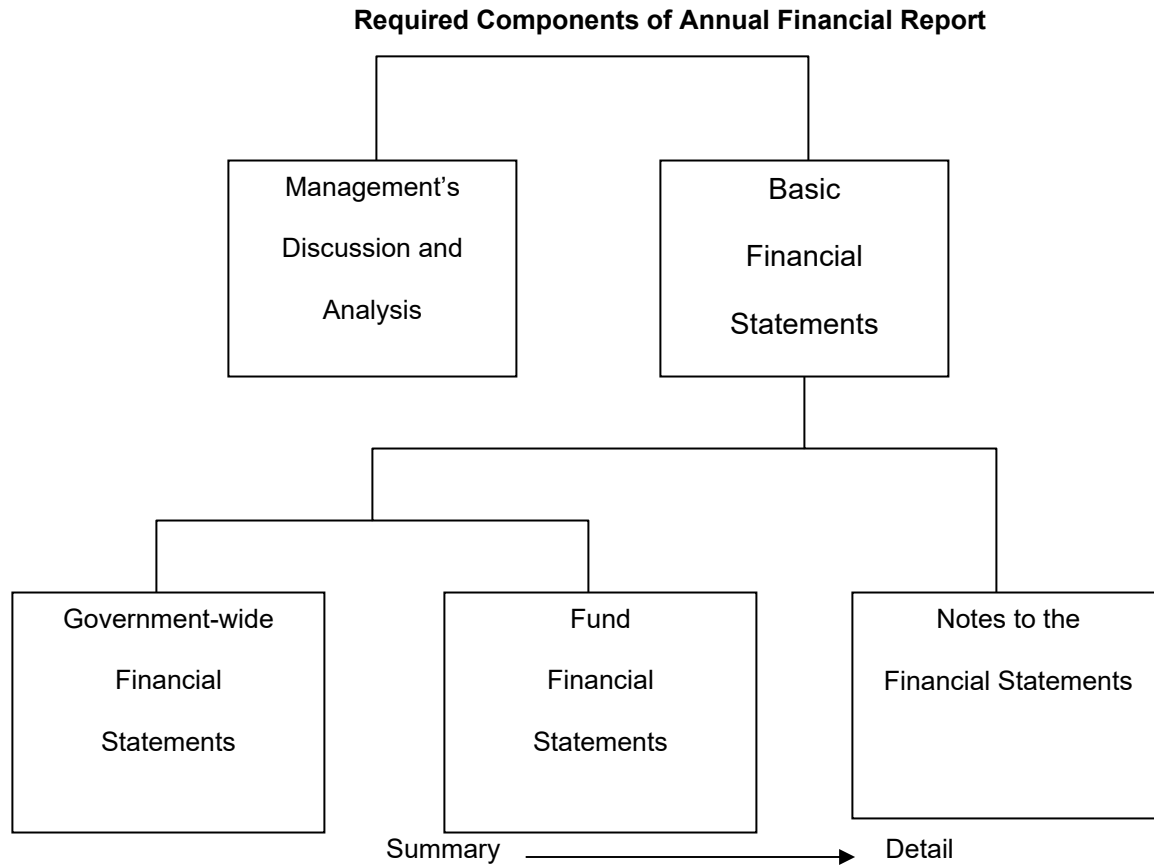 Required Components of Annual Financial Report
Management’s
Discussion and
Analysis
Basic
Financial
Statements
Government-wide
Financial
Statements
Fund
Financial
Statements
Notes to the
Financial Statements
Summary
Detail